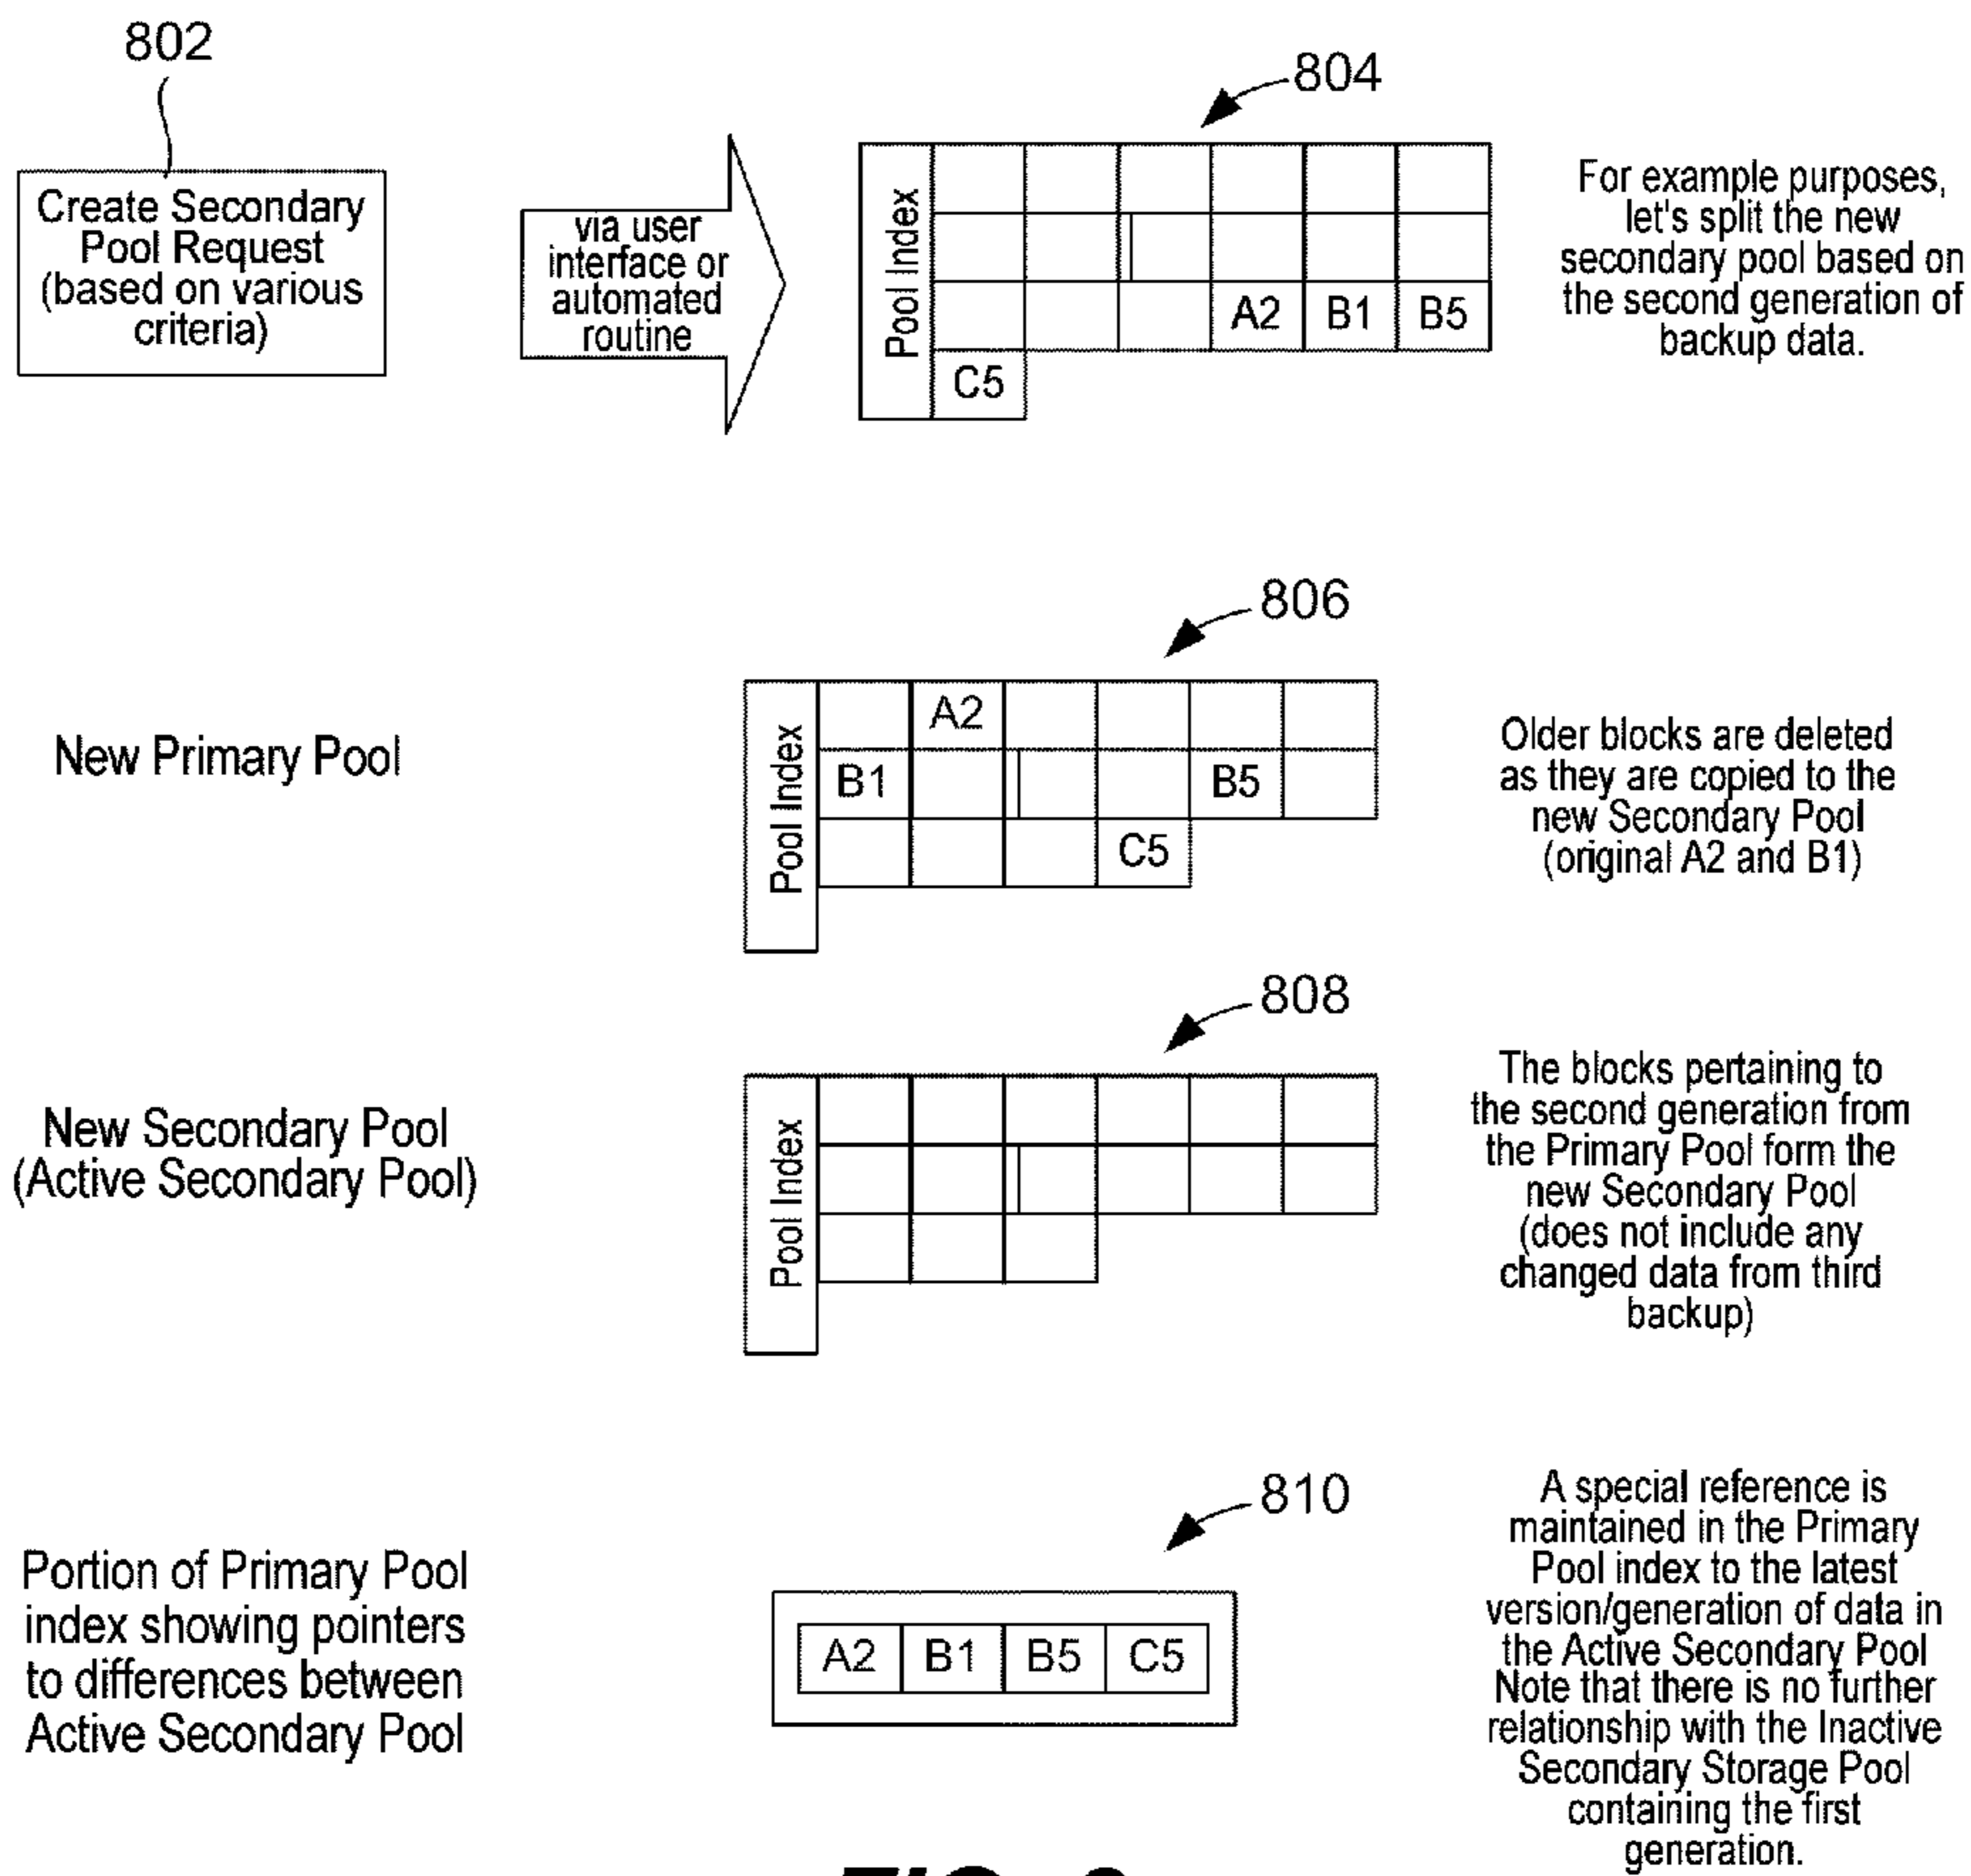 802
Create Secondary
Pool Request
(based on various
criteria)
via user
interface or
automated
routine
804
Pool Index
A2 B1 B5
C5
For example purposes,
let's split the new
secondary pool based on
the second generation of
backup data.
806
New Primary Pool
Pool Index
A2
B1 B5
C5
Older blocks are deleted
as they are copied to the
new Secondary Pool
(original A2 and B1)
808
New Secondary Pool
(Active Secondary Pool)
Pool Index
The blocks pertaining to
the second generation from
the Primary Pool form the
new Secondary Pool
(does not include any
changed data from third
backup)
810
Portion of Primary Pool
index showing pointers
to differences between
Active Secondary Pool
A2 B1 B5 C5
A special reference is
maintained in the Primary
Pool index to the latest
version/generation of data in
the Active Secondary Pool
Note that there is no further
relationship with the Inactive
Secondary Storage Pool
containing the first
generation.